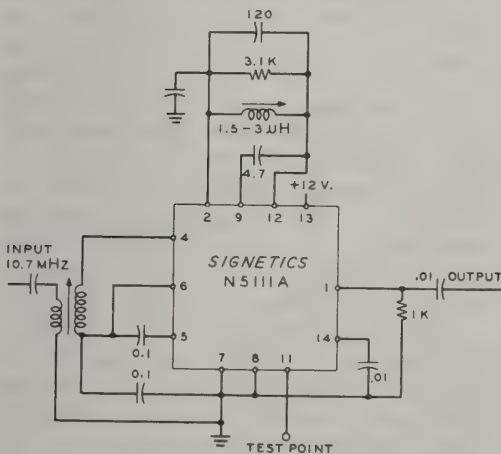 120
3.1K
1.5-3 µH
4.7
+12 V.
2 9 12 13
INPUT
10.7 MHz
4
SIGNETICS
N5111A
6
5
1
.01 OUTPUT
1K
14
.01
0.1
0.1
7 8 11
TEST POINT